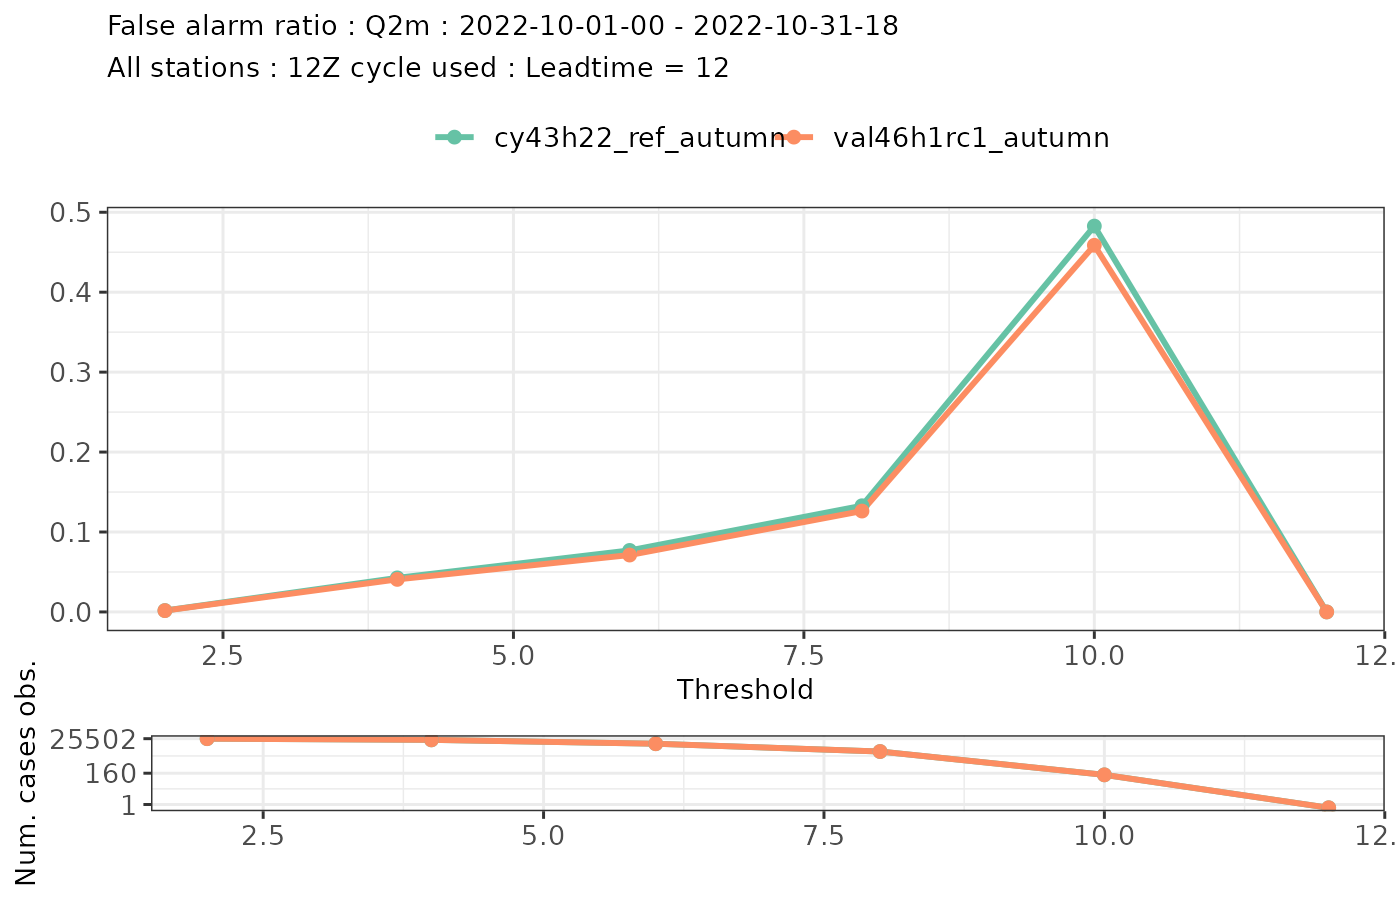 False alarm ratio : Q2m : 2022-10-01-00 - 2022-10-31-18
All stations : 12Z cycle used : Leadtime = 12
cy43h22_ref_autumn val46h1rc1_autumn
0.5
0.4
0.3
0.2
0.1
0.0
2.5 5.0 7.5 10.0 12.
Threshold
Num. cases obs.
25502
160
1
2.5 5.0 7.5 10.0 12.